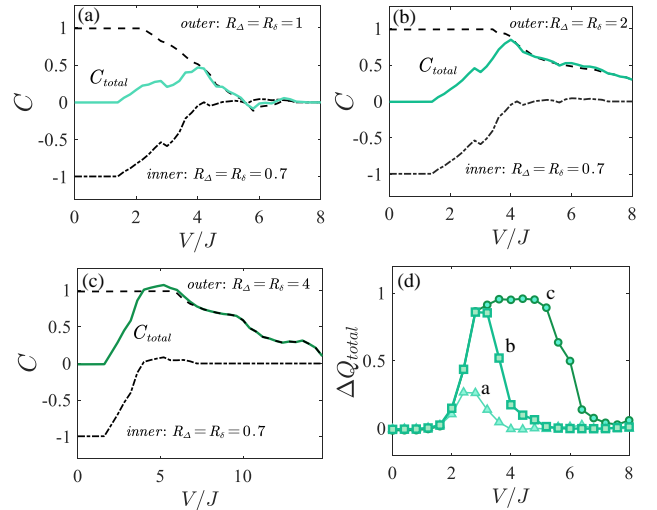 (a)
outer: R_Δ = R_δ = 1
C_total
inner: R_Δ = R_δ = 0.7
C
1
0.5
0
-0.5
-1
0 2 4 6 8
V/J
(b)
outer: R_Δ = R_δ = 2
C_total
inner: R_Δ = R_δ = 0.7
C
1
0.5
0
-0.5
-1
0 2 4 6 8
V/J
(c)
outer: R_Δ = R_δ = 4
C_total
inner: R_Δ = R_δ = 0.7
C
1
0.5
0
-0.5
-1
0 5 10
V/J
(d)
c
b
a
ΔQ_total
1
0.5
0
0 2 4 6 8
V/J